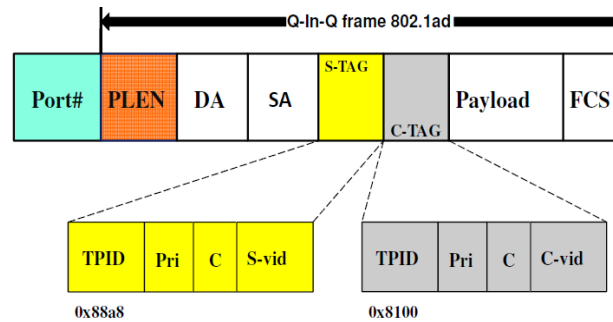 Q-In-Q frame 802.1ad
Port# PLEN DA SA S-TAG C-TAG Payload FCS
TPID Pri C S-vid TPID Pri C C-vid
0x88a8 0x8100